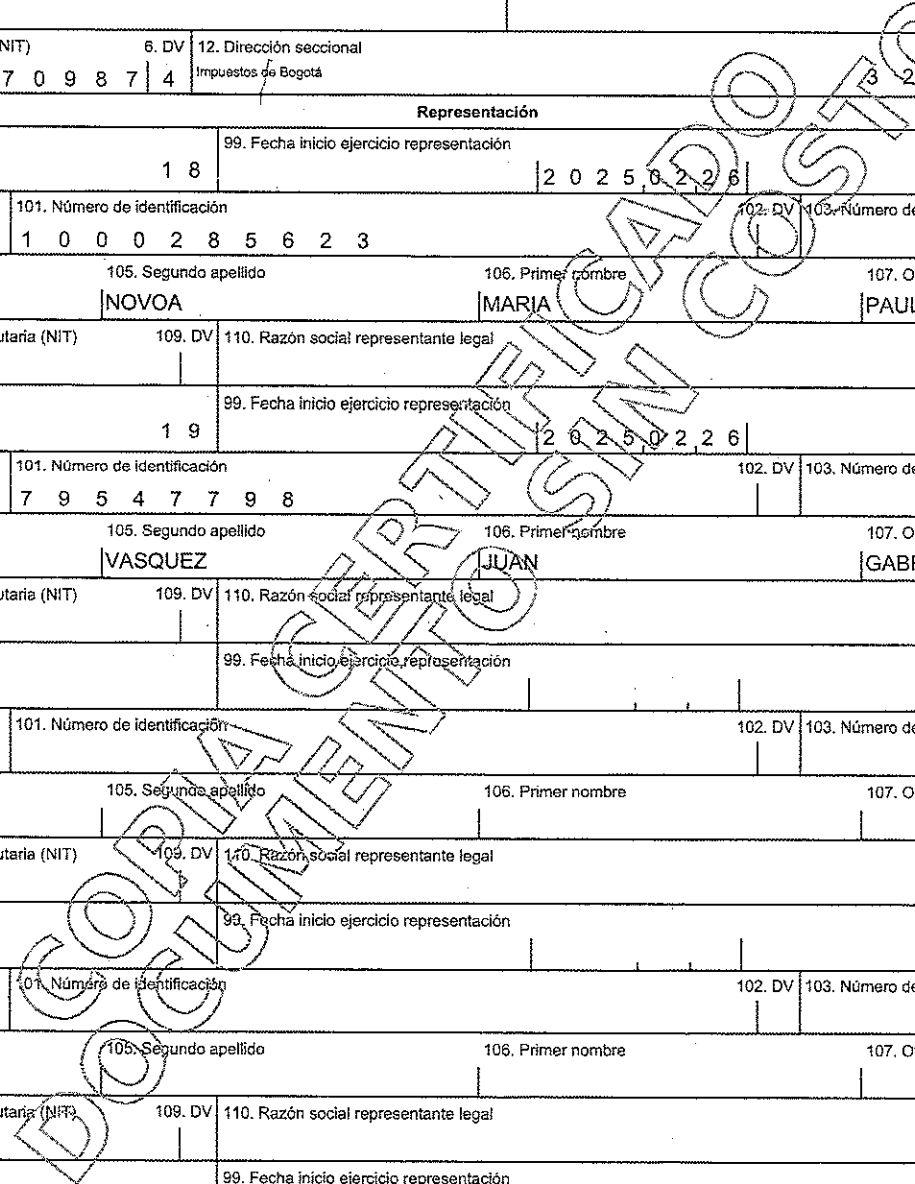 NIT) 6. DV 12. Dirección seccional
7 0 9 8 7 4 Impuestos de Bogotá 3 2
Representación
99. Fecha inicio ejercicio representación
1 8 2 0 2 5 0 2 2 6
101. Número de identificación 102. DV 103. Número de
1 0 0 0 2 8 5 6 2 3
105. Segundo apellido 106. Primer nombre 107. O
NOVOA MARIA PAUL
utaria (NIT) 109. DV 110. Razón social representante legal
99. Fecha inicio ejercicio representación
1 9 2 0 2 5 0 2 2 6
101. Número de identificación 102. DV 103. Número de
7 9 5 4 7 7 9 8
105. Segundo apellido 106. Primer nombre 107. O
VASQUEZ JUAN GABR
utaria (NIT) 109. DV 110. Razón social representante legal
99. Fecha inicio ejercicio representación
101. Número de identificación 102. DV 103. Número de
105. Segundo apellido 106. Primer nombre 107. O
utaria (NIT) 109. DV 110. Razón social representante legal
99. Fecha inicio ejercicio representación
101. Número de identificación 102. DV 103. Número de
105. Segundo apellido 106. Primer nombre 107. O
utaria (NIT) 109. DV 110. Razón social representante legal
99. Fecha inicio ejercicio representación
COPIA CERTIFICADO
DOCUMENTO SIN COSTO